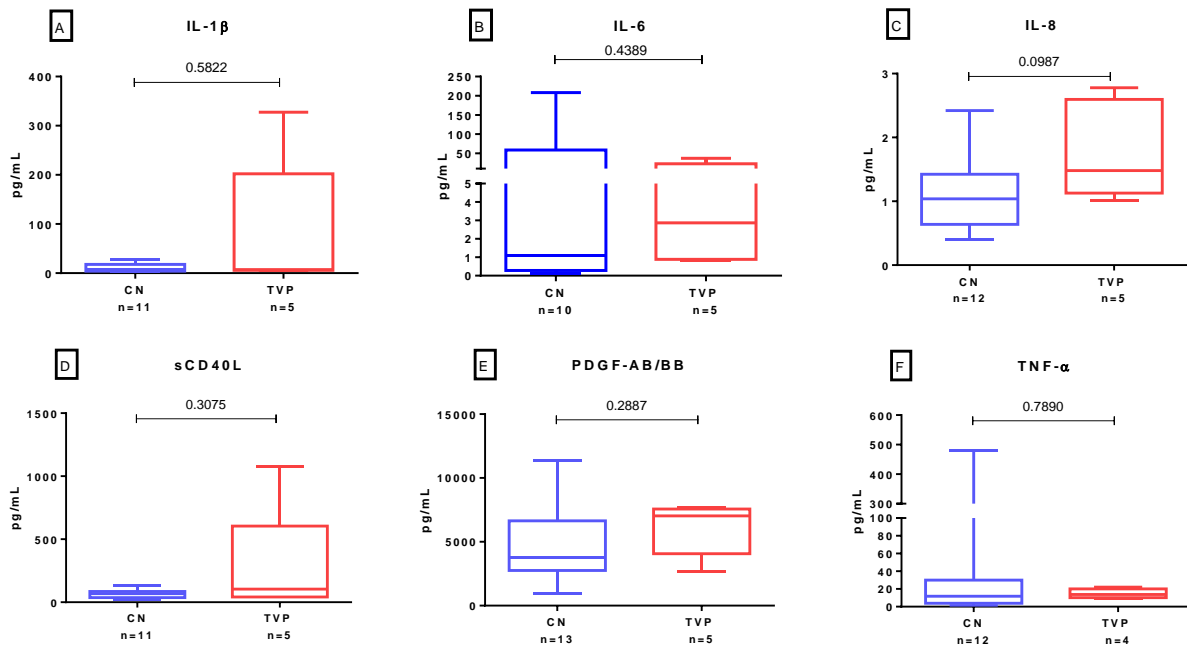 A
IL-1β
0.5822
400
300
200
100
0
pg/mL
CN
n=11
TVP
n=5
B
IL-6
0.4389
250
200
150
100
50
5
4
3
2
1
0
pg/mL
CN
n=10
TVP
n=5
C
IL-8
0.0987
3
2
1
0
pg/mL
CN
n=12
TVP
n=5
D
sCD40L
0.3075
1500
1000
500
0
pg/mL
CN
n=11
TVP
n=5
E
PDGF-AB/BB
0.2887
15000
10000
5000
0
pg/mL
CN
n=13
TVP
n=5
F
TNF-α
0.7890
600
500
400
300
100
80
60
40
20
0
pg/mL
CN
n=12
TVP
n=4